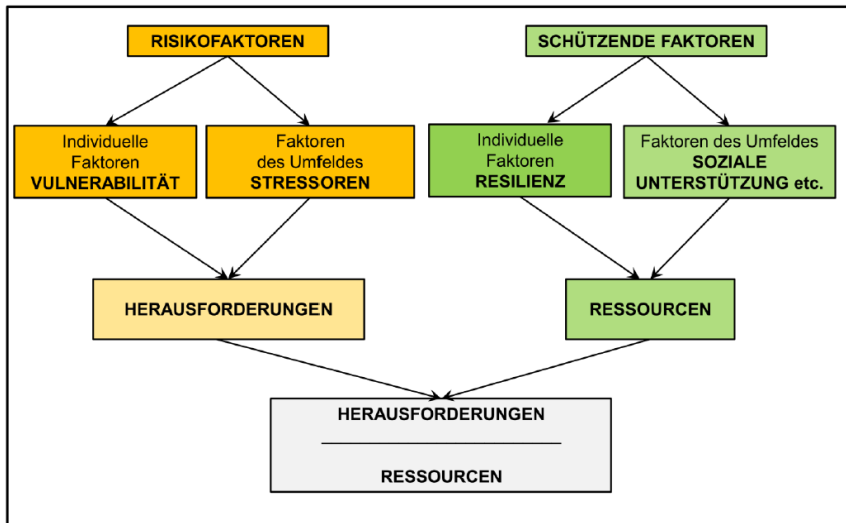 RISIKOFAKTOREN
SCHÜTZENDE FAKTOREN
Individuelle
Faktoren
VULNERABILITÄT
Faktoren
des Umfeldes
STRESSOREN
Individuelle
Faktoren
RESILIENZ
Faktoren des Umfeldes
SOZIALE
UNTERSTÜTZUNG etc.
HERAUSFORDERUNGEN
RESSOURCEN
HERAUSFORDERUNGEN
RESSOURCEN